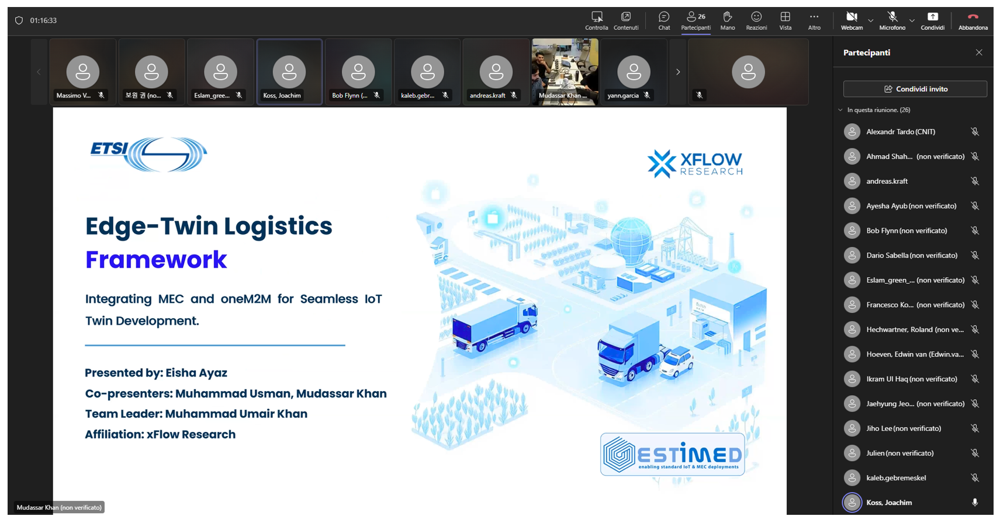 01:16:33
Controlla
Contenuti
Chat
26
Partecipanti
Mano
Reazioni
Vista
Altro
Webcam
Microfono
Condividi
Abbandona
Massimo V...
보원 권 (no...
Eslam_gree...
Koss, Joachim
Bob Flynn (...
kaleb.gebr...
andreas.kraft
Mudassar Khan ...
yann.garcia
Partecipanti
Condividi invito
In questa riunione. (26)
Alexandr Tardo (CNIT)
Ahmad Shah... (non verificato)
andreas.kraft
Ayesha Ayub (non verificato)
Bob Flynn (non verificato)
Dario Sabella (non verificato)
Eslam_green_... (non verificato)
Francesco Ko... (non verificato)
Hechwartner, Roland (non ve...
Hoeven, Edwin van (Edwin.va...
Ikram Ul Haq (non verificato)
Jaehyung Jeo... (non verificato)
Jiho Lee (non verificato)
Julien (non verificato)
kaleb.gebremeskel
Koss, Joachim
ETSI
XFLOW
RESEARCH
Edge-Twin Logistics
Framework
Integrating MEC and oneM2M for Seamless IoT
Twin Development.
Presented by: Eisha Ayaz
Co-presenters: Muhammad Usman, Mudassar Khan
Team Leader: Muhammad Umair Khan
Affiliation: xFlow Research
ESTIMED
enabling standard IoT & MEC deployments
Mudassar Khan (non verificato)